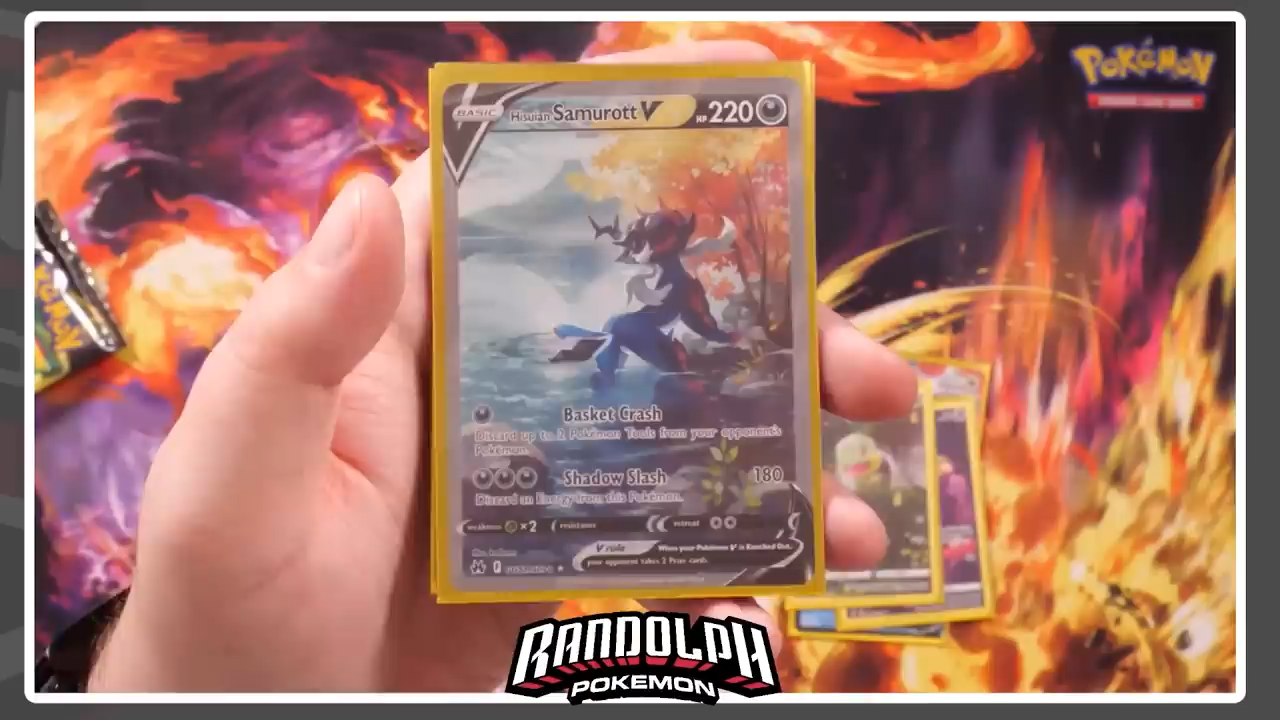 POKÉMON
BASIC
Hisuian Samurott V
HP 220
Basket Crash
Discard up to 2 Pokémon Tools from your opponent's
Pokémon.
Shadow Slash 180
Discard an Energy from this Pokémon.
weakness ×2 resistance retreat
V rule
When your Pokémon V is Knocked Out,
your opponent takes 2 Prize cards.
RANDOLPH
POKEMON